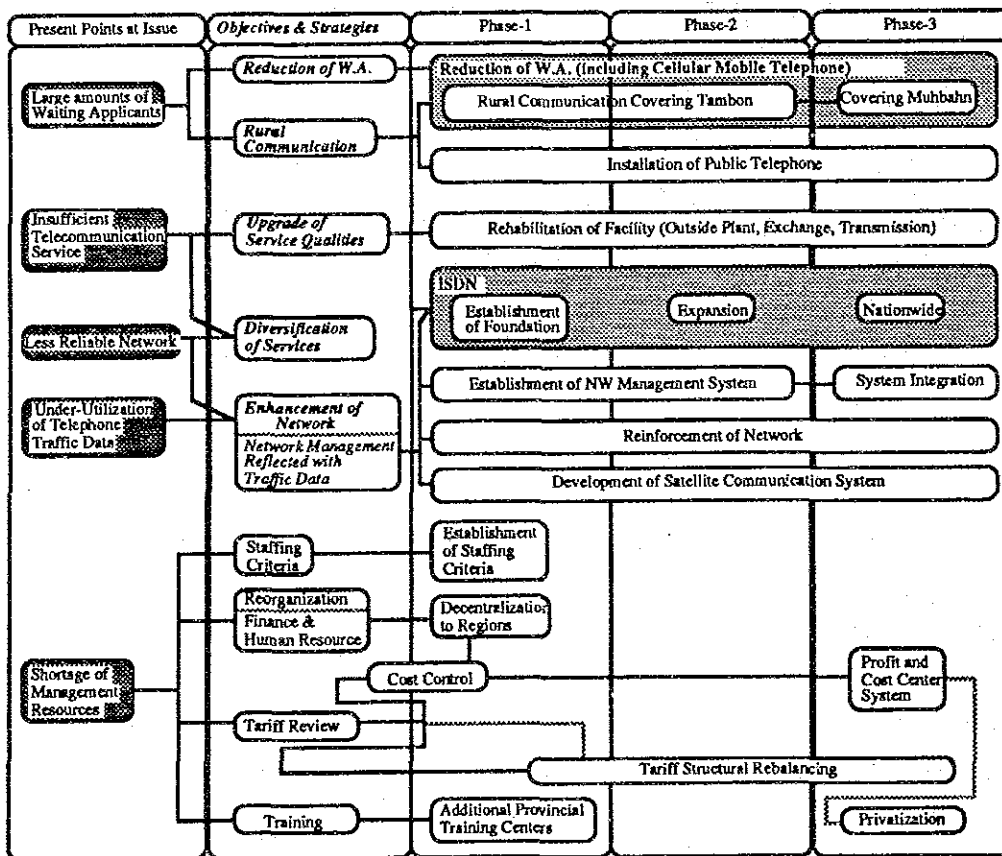 Present Points at Issue
Objectives & Strategies
Phase-1
Phase-2
Phase-3
Large amounts of
Waiting Applicants
Reduction of W.A.
Rural
Communication
Reduction of W.A. (Including Cellular Mobile Telephone)
Rural Communication Covering Tambon
Covering Muhbahn
Installation of Public Telephone
Insufficient
Telecommunication
Service
Upgrade of
Service Qualities
Rehabilitation of Facility (Outside Plant, Exchange, Transmission)
ISDN
Establishment
of Foundation
Expansion
Nationwide
Less Reliable Network
Diversification
of Services
Under-Utilization
of Telephone
Traffic Data
Enhancement of
Network
Network Management
Reflected with
Traffic Data
Establishment of NW Management System
System Integration
Reinforcement of Network
Development of Satellite Communication System
Shortage of
Management
Resources
Staffing
Criteria
Establishment
of Staffing
Criteria
Reorganization
Finance &
Human Resource
Decentralization
to Regions
Cost Control
Profit and
Cost Center
System
Tariff Review
Tariff Structural Rebalancing
Training
Additional Provincial
Training Centers
Privatization